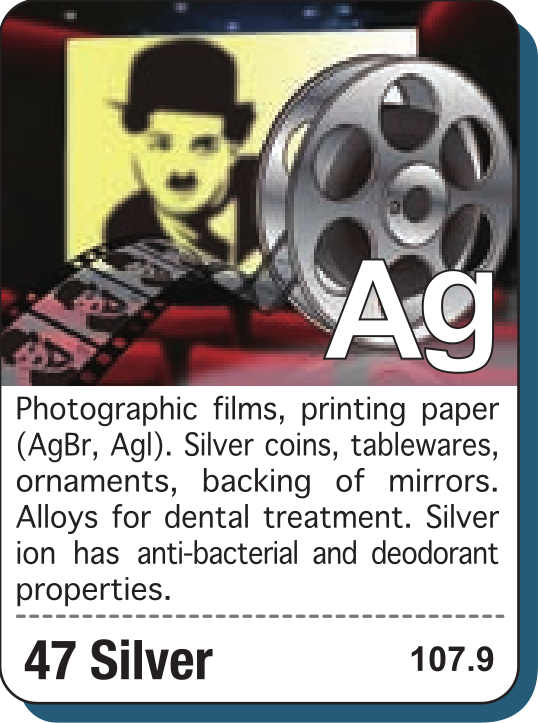 Ag
Photographic films, printing paper
(AgBr, AgI). Silver coins, tablewares,
ornaments, backing of mirrors.
Alloys for dental treatment. Silver
ion has anti-bacterial and deodorant
properties.
47 Silver 107.9